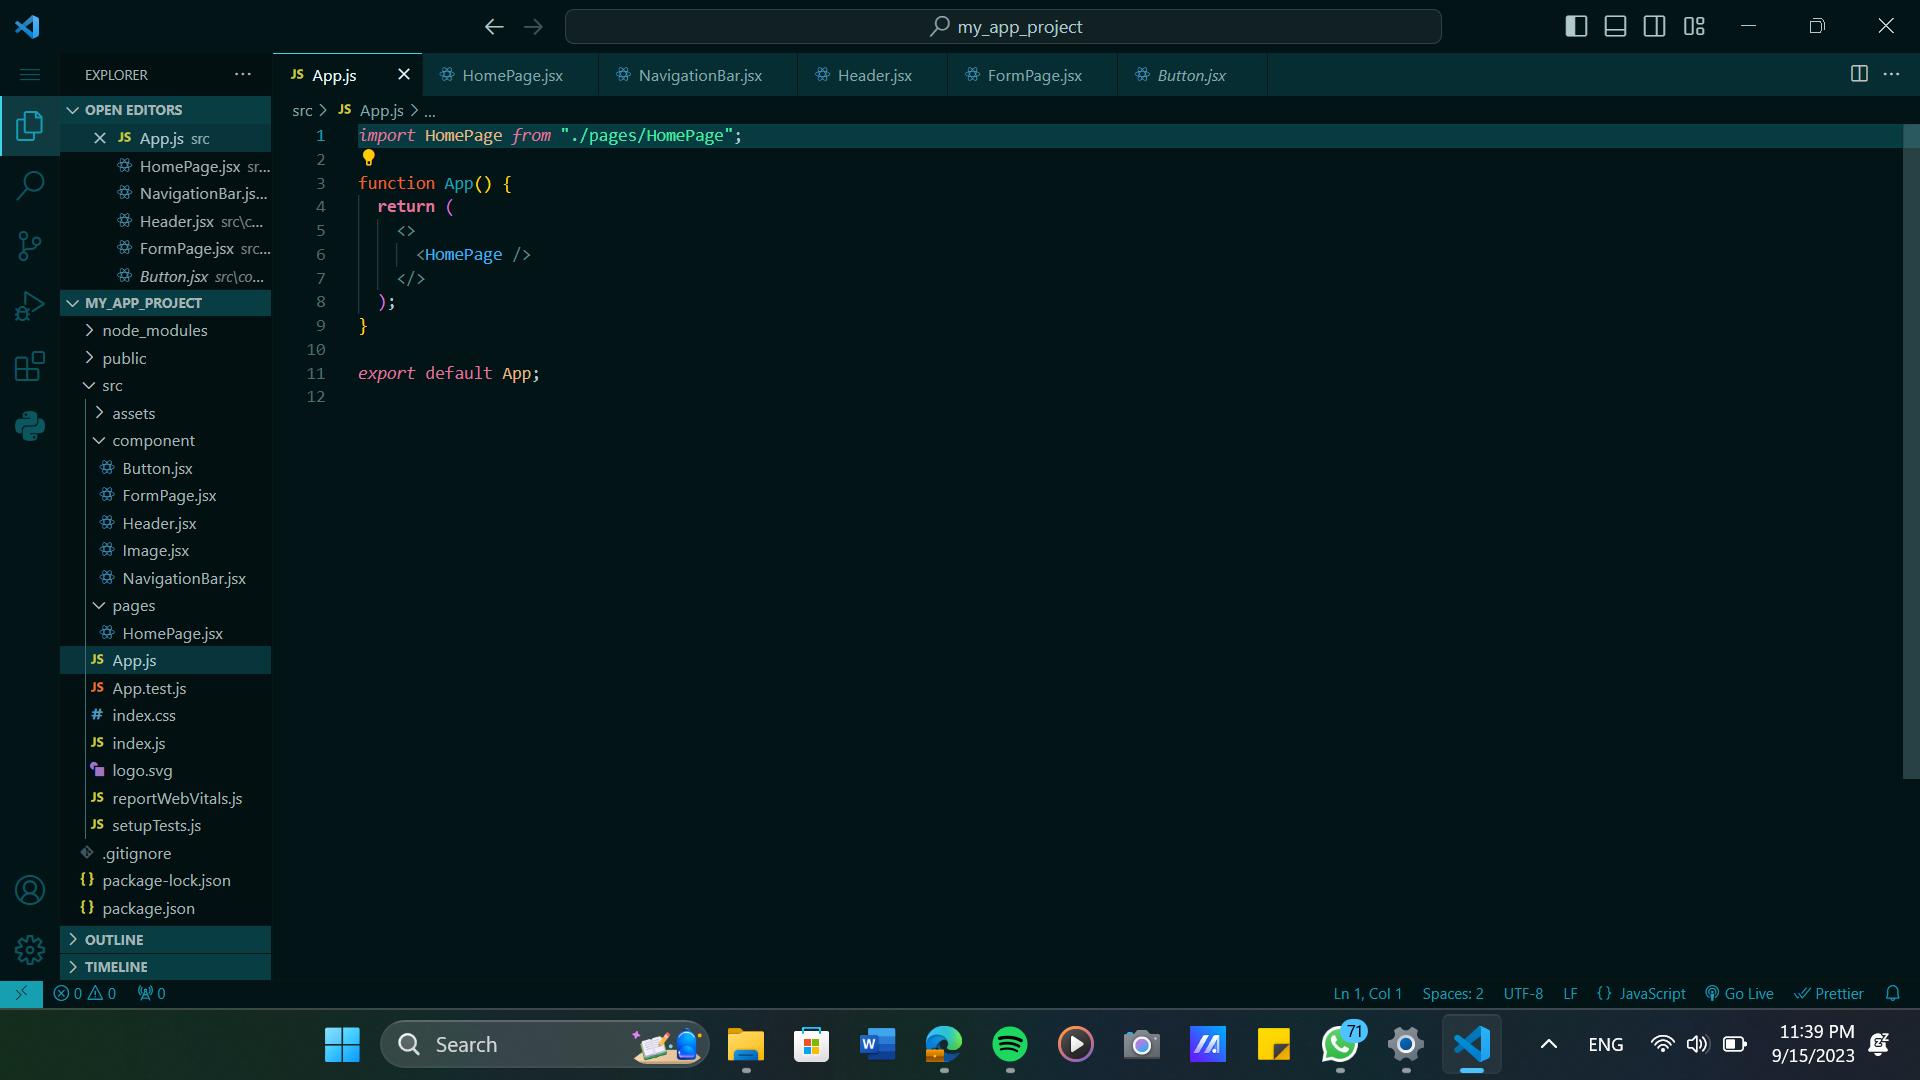 my_app_project
EXPLORER
OPEN EDITORS
JS App.js src
HomePage.jsx sr...
NavigationBar.js...
Header.jsx src\c...
FormPage.jsx src...
Button.jsx src\co...
MY_APP_PROJECT
node_modules
public
src
assets
component
Button.jsx
FormPage.jsx
Header.jsx
Image.jsx
NavigationBar.jsx
pages
HomePage.jsx
JS App.js
JS App.test.js
# index.css
JS index.js
logo.svg
JS reportWebVitals.js
JS setupTests.js
.gitignore
{} package-lock.json
{} package.json
OUTLINE
TIMELINE
JS App.js HomePage.jsx NavigationBar.jsx Header.jsx FormPage.jsx Button.jsx
src > JS App.js > ...
1 import HomePage from "./pages/HomePage";
2
3 function App() {
4 return (
5 <>
6 <HomePage />
7 </>
8 );
9 }
10
11 export default App;
12
0 0 0 Ln 1, Col 1 Spaces: 2 UTF-8 LF {} JavaScript Go Live Prettier
Search W 71 ENG 11:39 PM
9/15/2023